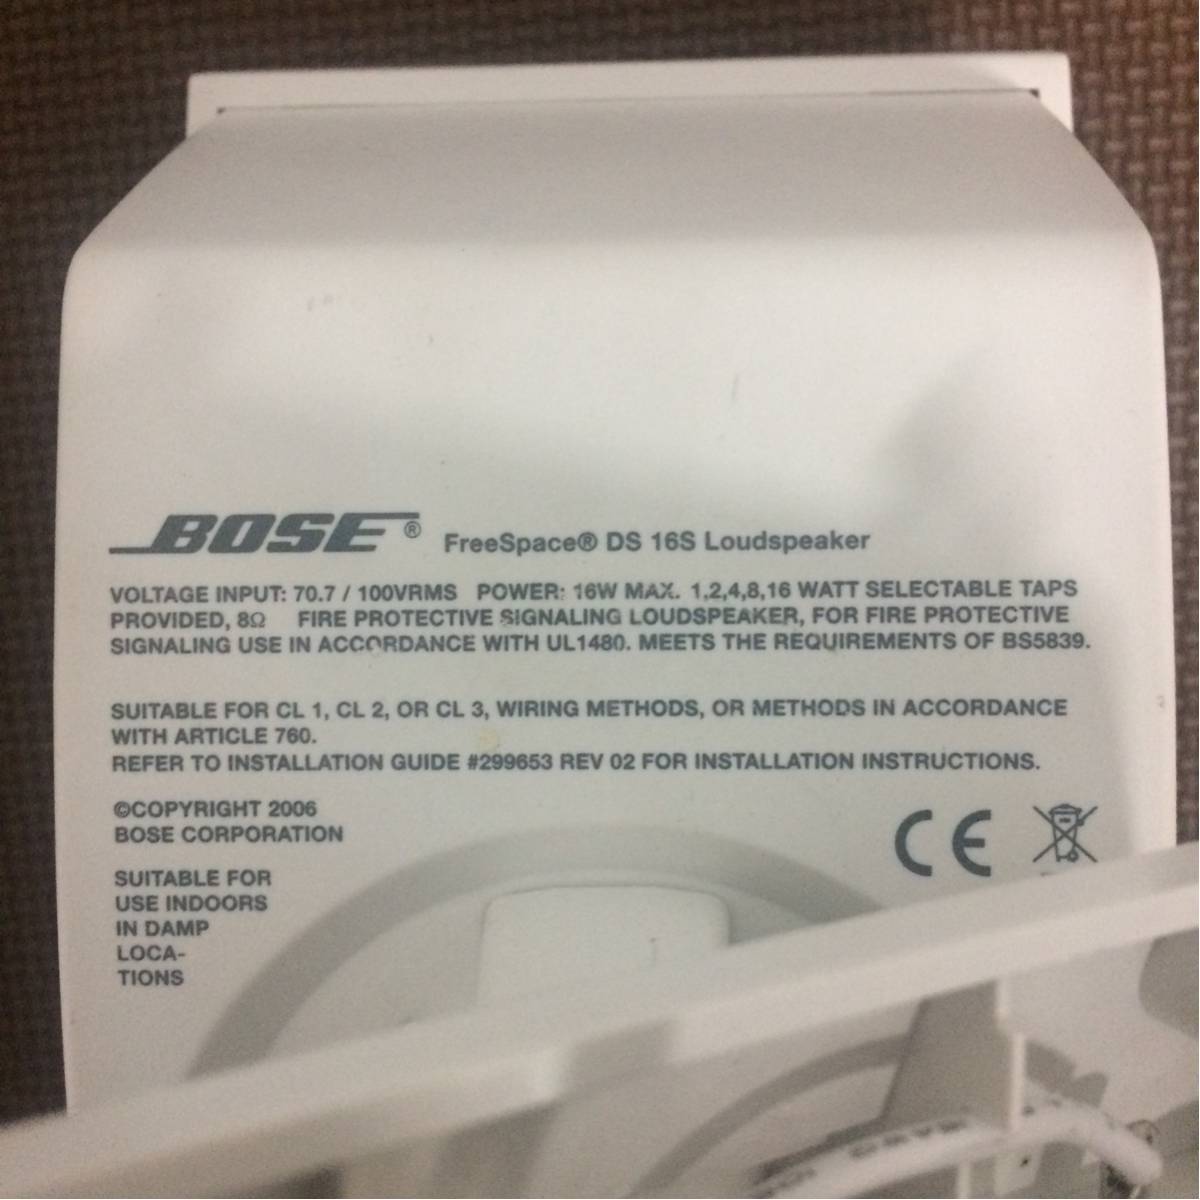 BOSE® FreeSpace® DS 16S Loudspeaker
VOLTAGE INPUT: 70.7 / 100VRMS POWER: 16W MAX. 1,2,4,8,16 WATT SELECTABLE TAPS
PROVIDED, 8Ω FIRE PROTECTIVE SIGNALING LOUDSPEAKER, FOR FIRE PROTECTIVE
SIGNALING USE IN ACCORDANCE WITH UL1480. MEETS THE REQUIREMENTS OF BS5839.
SUITABLE FOR CL 1, CL 2, OR CL 3, WIRING METHODS, OR METHODS IN ACCORDANCE
WITH ARTICLE 760.
REFER TO INSTALLATION GUIDE #299653 REV 02 FOR INSTALLATION INSTRUCTIONS.
©COPYRIGHT 2006
BOSE CORPORATION
CE
SUITABLE FOR
USE INDOORS
IN DAMP
LOCA-
TIONS